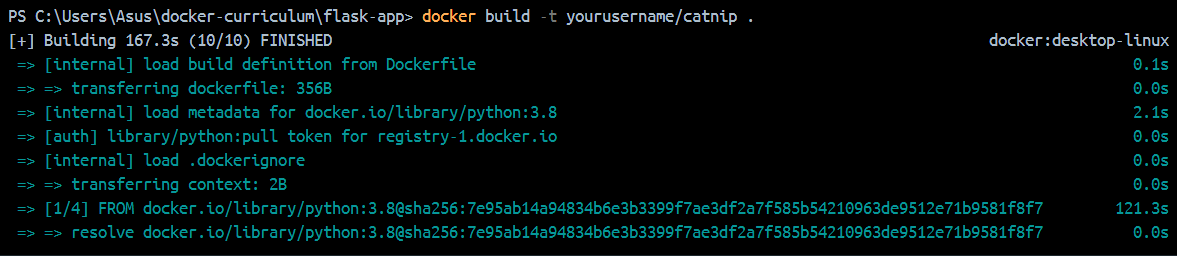 PS C:\Users\Asus\docker-curriculum\flask-app> docker build -t yourusername/catnip .
[+] Building 167.3s (10/10) FINISHED docker:desktop-linux
=> [internal] load build definition from Dockerfile 0.1s
=> => transferring dockerfile: 356B 0.0s
=> [internal] load metadata for docker.io/library/python:3.8 2.1s
=> [auth] library/python:pull token for registry-1.docker.io 0.0s
=> [internal] load .dockerignore 0.0s
=> => transferring context: 2B 0.0s
=> [1/4] FROM docker.io/library/python:3.8@sha256:7e95ab14a94834b6e3b3399f7ae3df2a7f585b54210963de9512e71b9581f8f7 121.3s
=> => resolve docker.io/library/python:3.8@sha256:7e95ab14a94834b6e3b3399f7ae3df2a7f585b54210963de9512e71b9581f8f7 0.0s